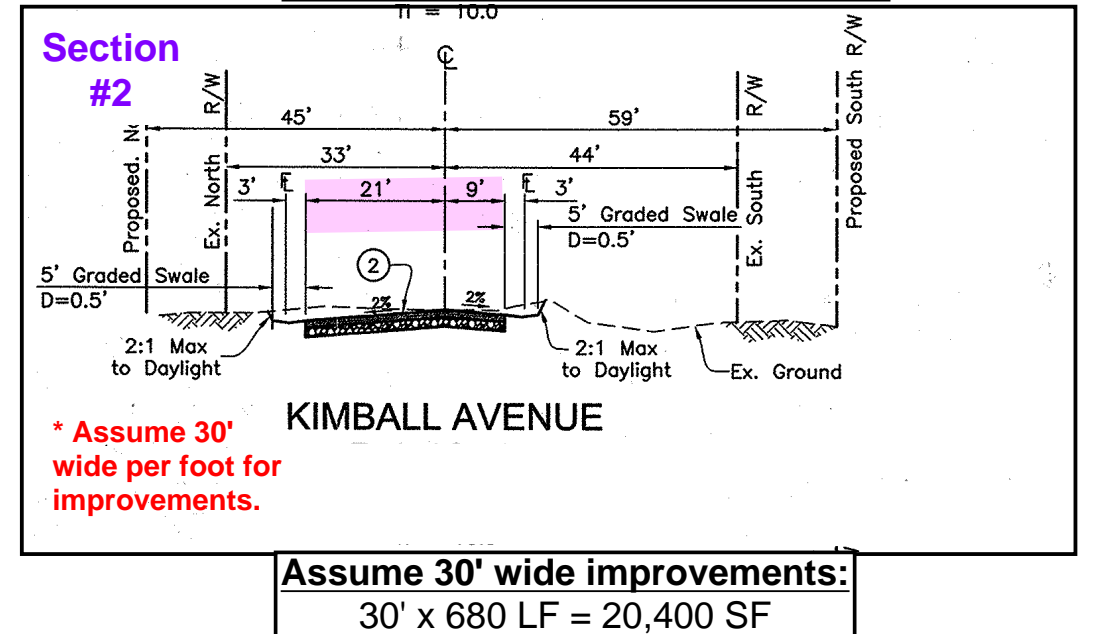 TI = 10.0
Section
#2
℄
R/W
R/W
Proposed South R/W
45'
59'
Proposed.
Ex. North
33'
44'
3'
21'
9'
3'
Ex. South
5' Graded Swale
D=0.5'
5' Graded Swale
D=0.5'
2
2%
2%
2:1 Max
to Daylight
2:1 Max
to Daylight
Ex. Ground
KIMBALL AVENUE
* Assume 30'
wide per foot for
improvements.
Assume 30' wide improvements:
30' x 680 LF = 20,400 SF